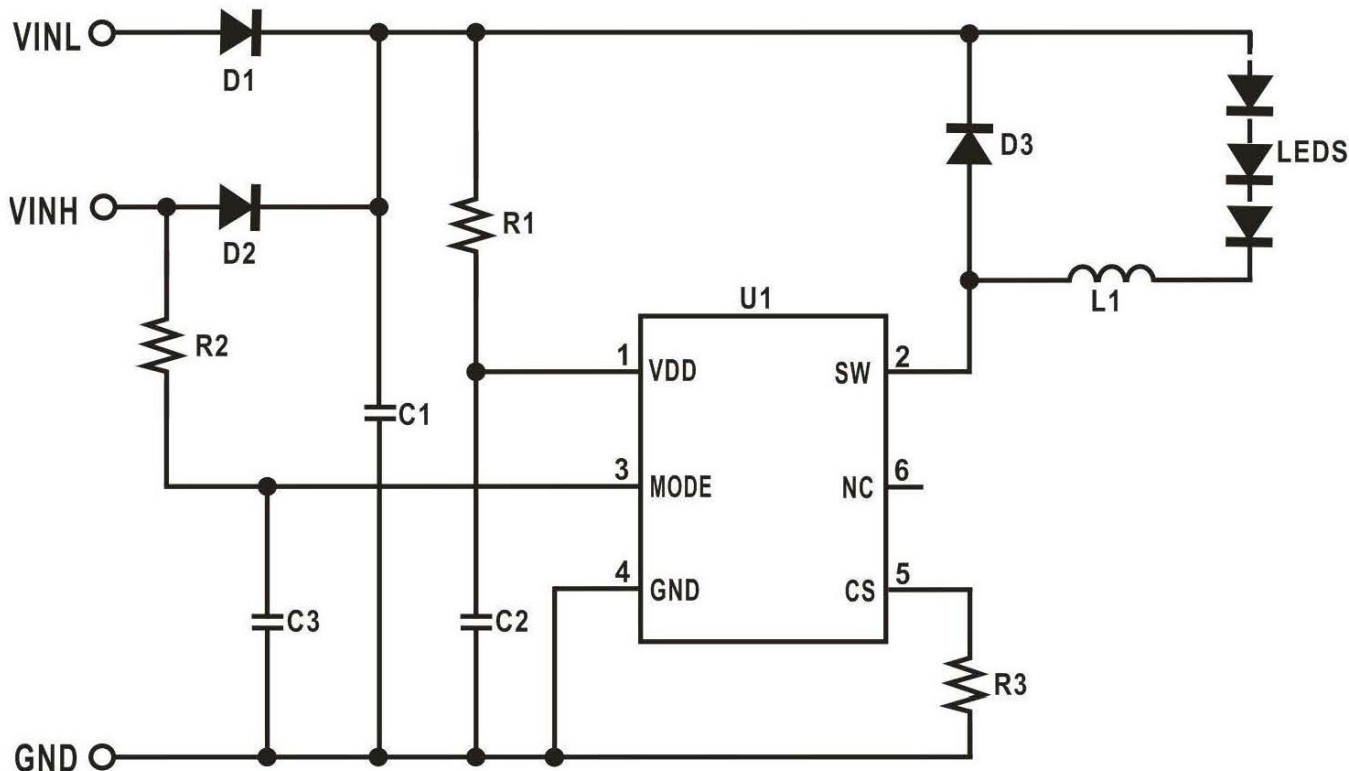 VINL
D1
D3
LEDS
VINH
D2
R1
R2
L1
U1
1
VDD
SW
2
C1
3
MODE
NC
6
4
GND
CS
5
C3
C2
R3
GND